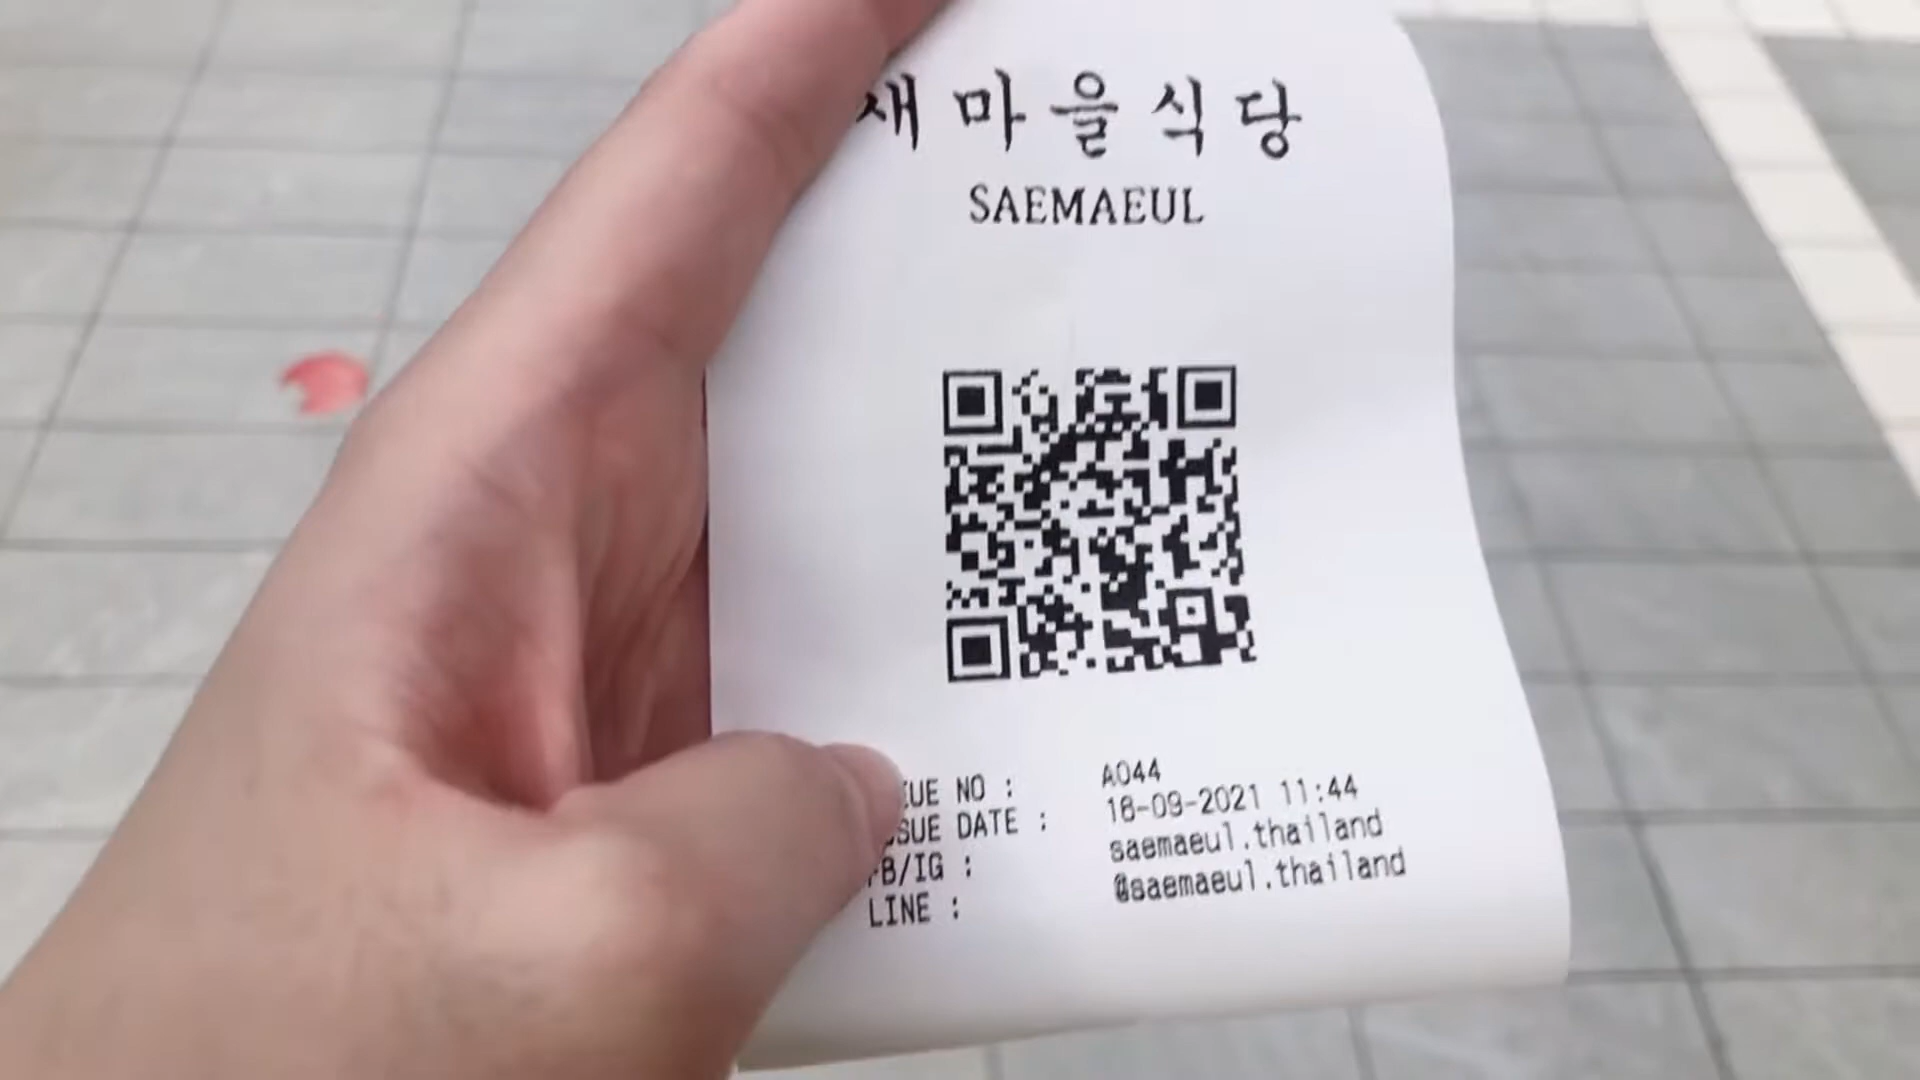 새마을식당
SAEMAEUL
UE NO : A044
SUE DATE : 16-09-2021 11:44
FB/IG : saemaeul.thailand
LINE : @saemaeul.thailand